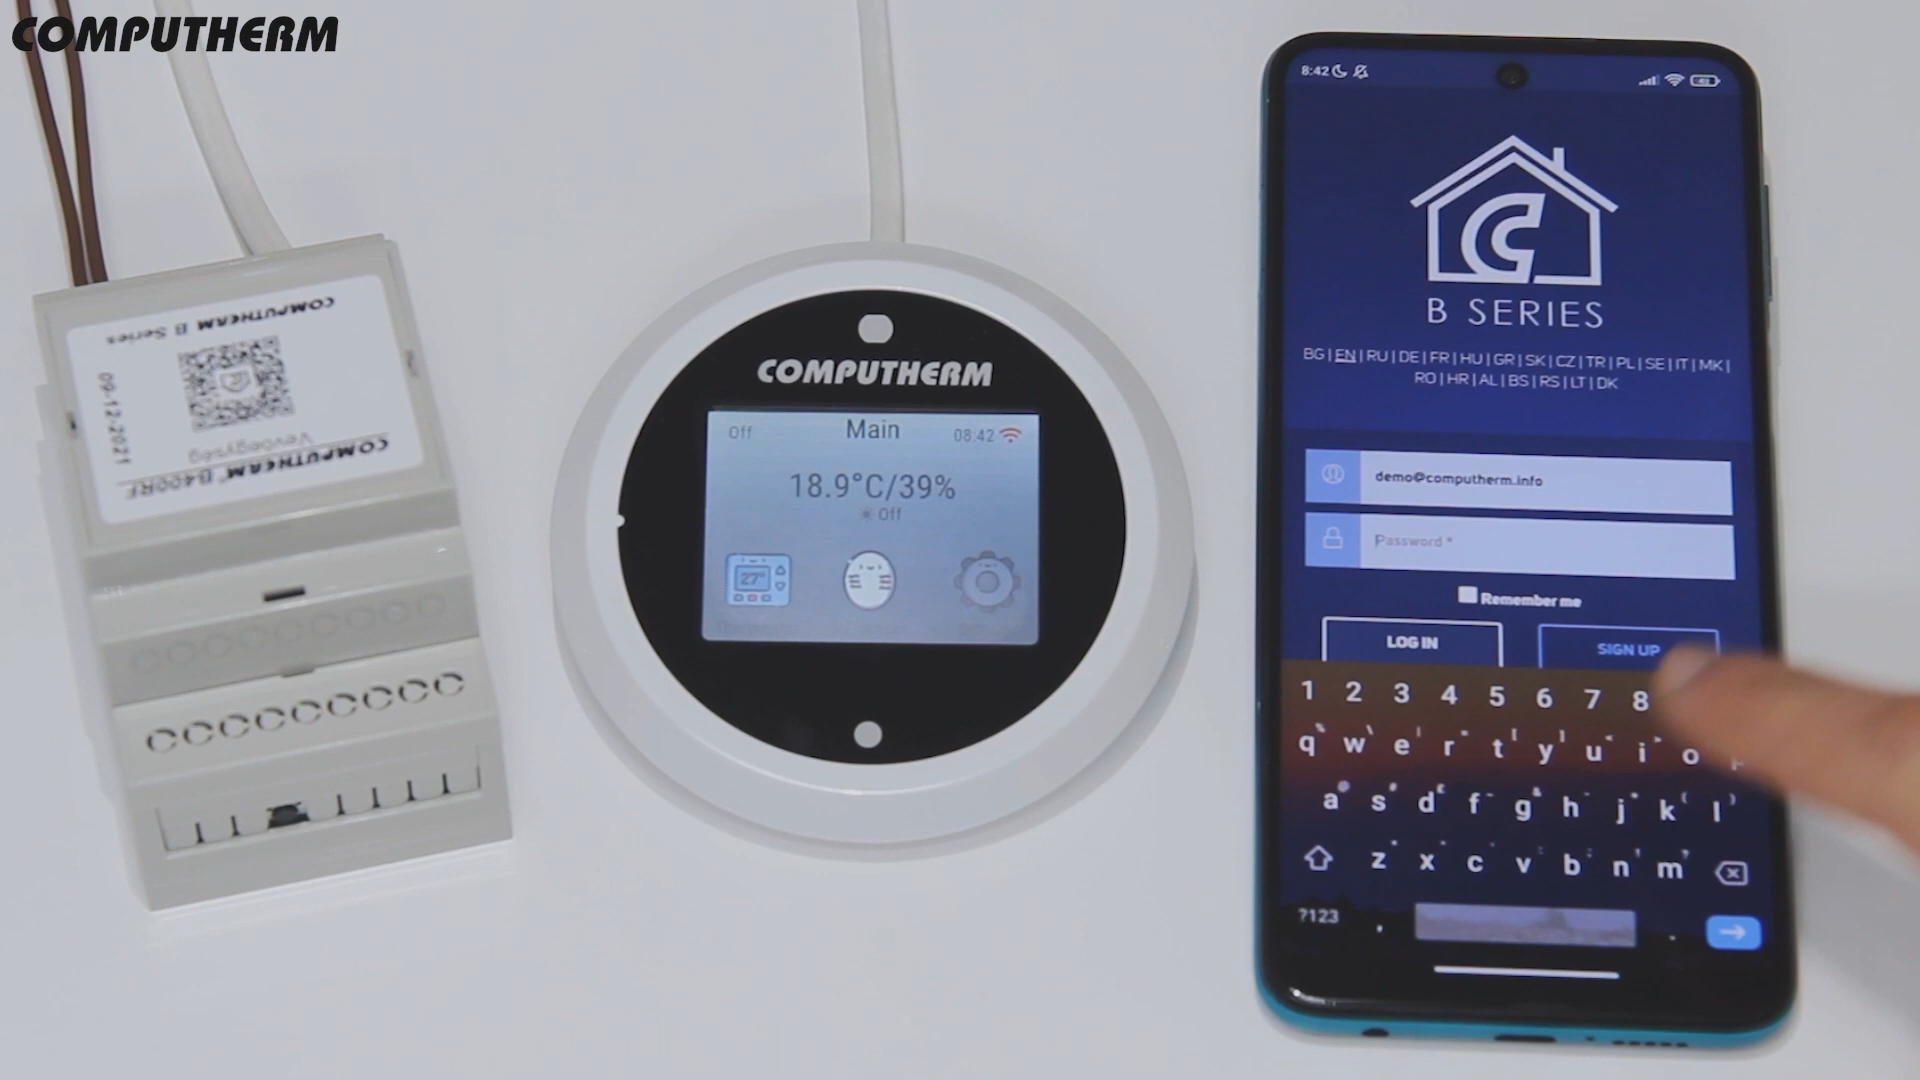 COMPUTHERM
COMPUTHERM B Series
09-12-2021
Vevőegység
COMPUTHERM® B400RF
COMPUTHERM
Off
Main
08:42
18.9°C/39%
Off
27°
8:42
B SERIES
BG | EN | RU | DE | FR | HU | GR | SK | CZ | TR | PL | SE | IT | MK |
RO | HR | AL | BS | RS | LT | DK
demo@computherm.info
Password *
Remember me
LOG IN
SIGN UP
1 2 3 4 5 6 7 8
q w e r t y u i o
a s d f g h j k l
z x c v b n m
?123 , .